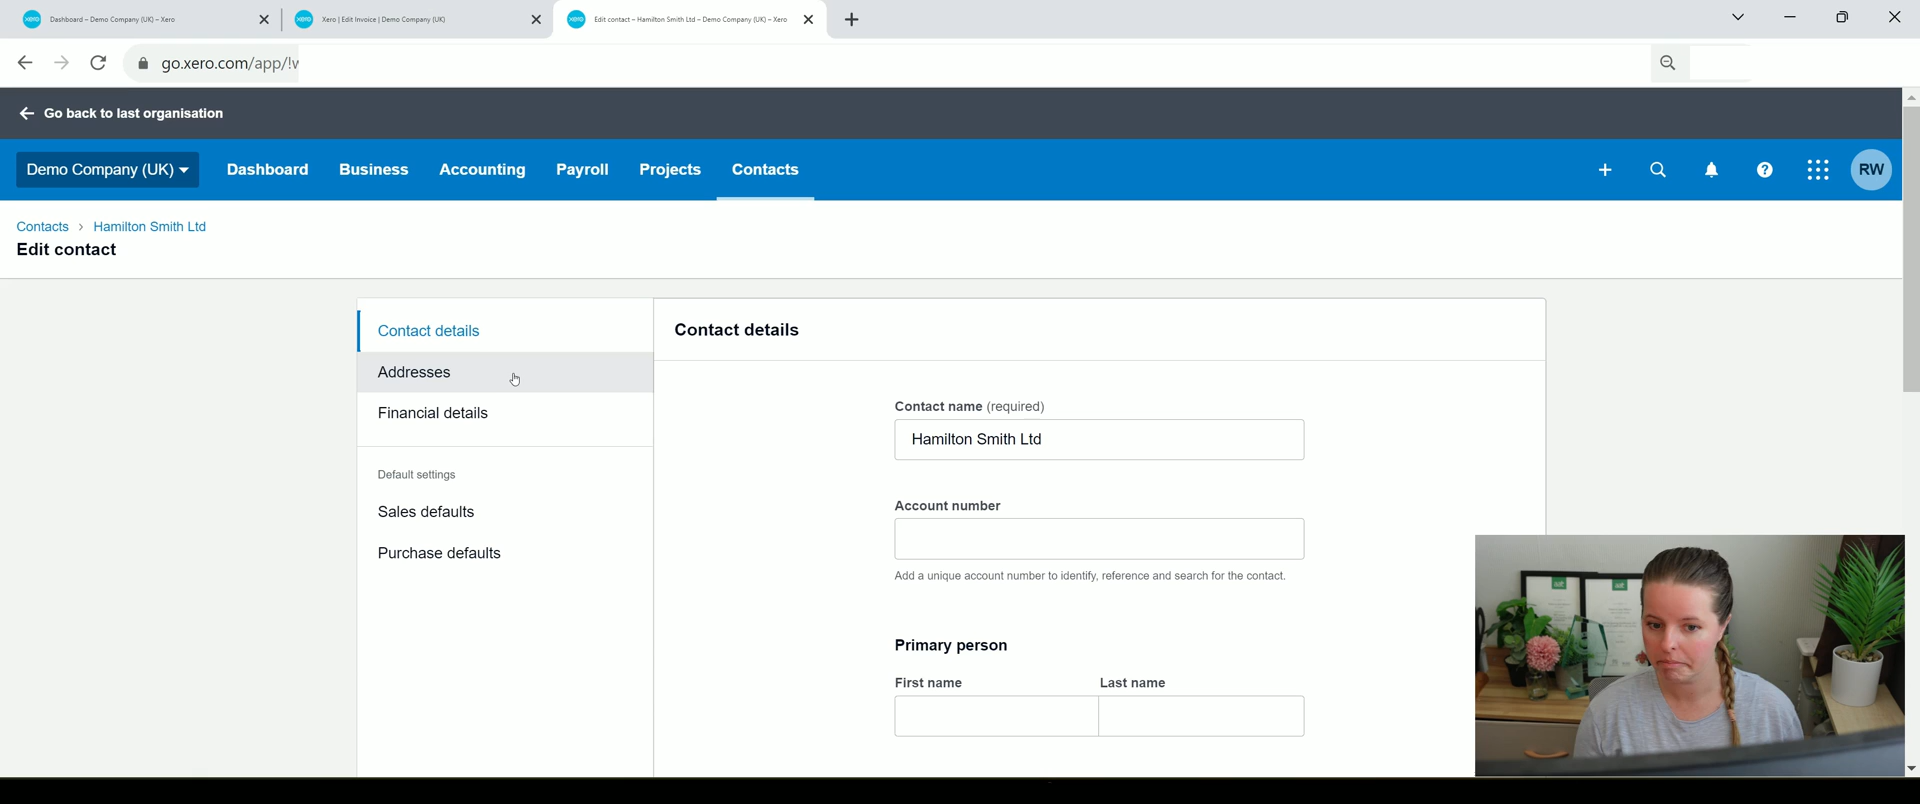 Dashboard – Demo Company (UK) – Xero
Xero | Edit Invoice | Demo Company (UK)
Edit contact – Hamilton Smith Ltd – Demo Company (UK) – Xero
go.xero.com/app/!
Go back to last organisation
Demo Company (UK)
Dashboard
Business
Accounting
Payroll
Projects
Contacts
RW
Contacts > Hamilton Smith Ltd
Edit contact
Contact details
Addresses
Financial details
Default settings
Sales defaults
Purchase defaults
Contact details
Contact name (required)
Hamilton Smith Ltd
Account number
Add a unique account number to identify, reference and search for the contact.
Primary person
First name
Last name